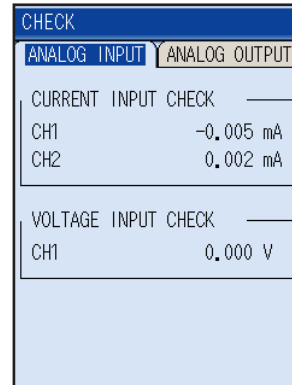 CHECK
ANALOG INPUT ANALOG OUTPUT
CURRENT INPUT CHECK
CH1 -0.005 mA
CH2 0.002 mA
VOLTAGE INPUT CHECK
CH1 0.000 V